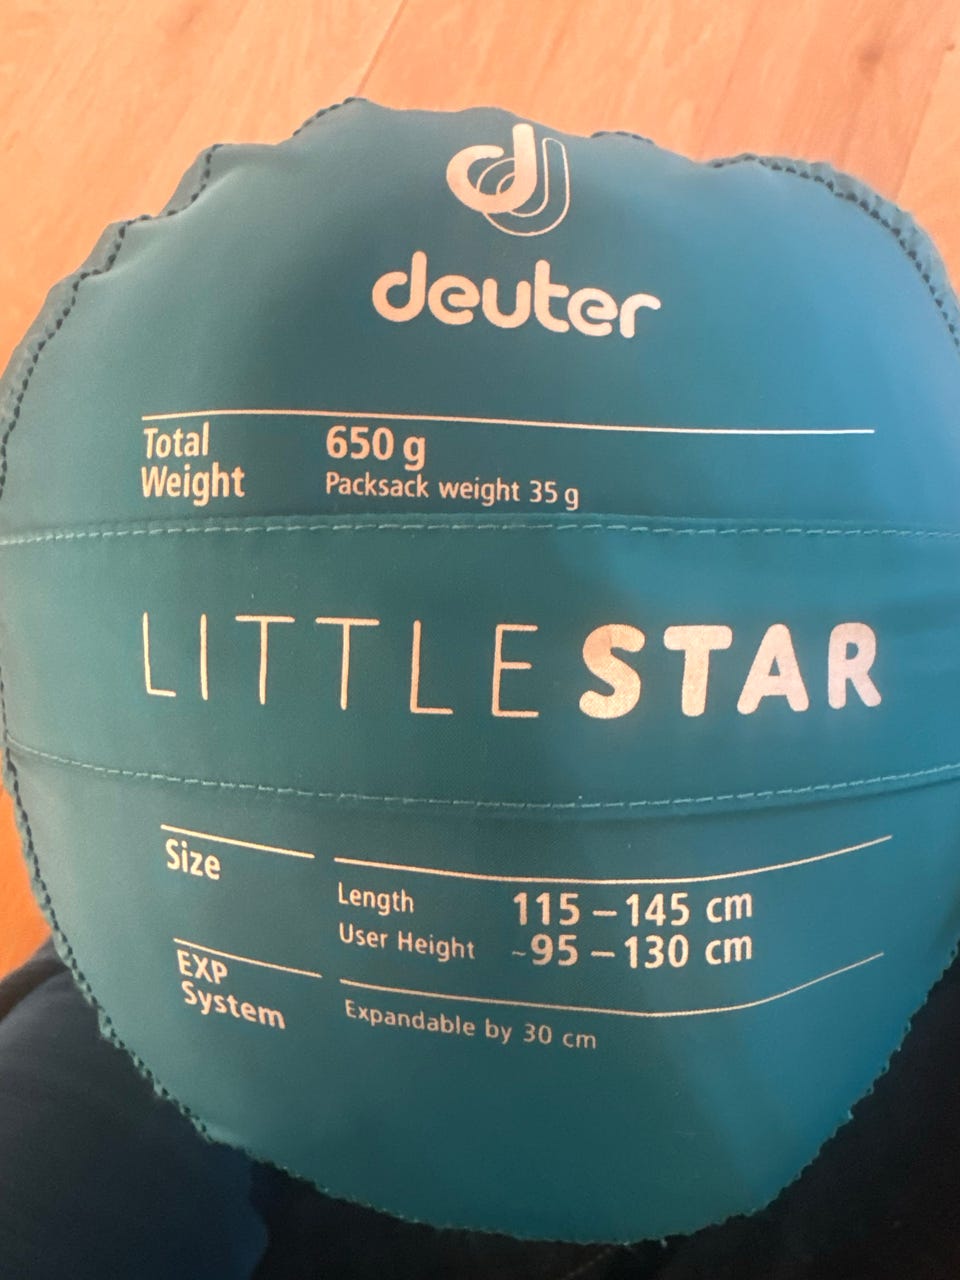 deuter
Total Weight 650 g
Packsack weight 35 g
LITTLE STAR
Size
Length 115 – 145 cm
User Height ~95 – 130 cm
EXP System
Expandable by 30 cm